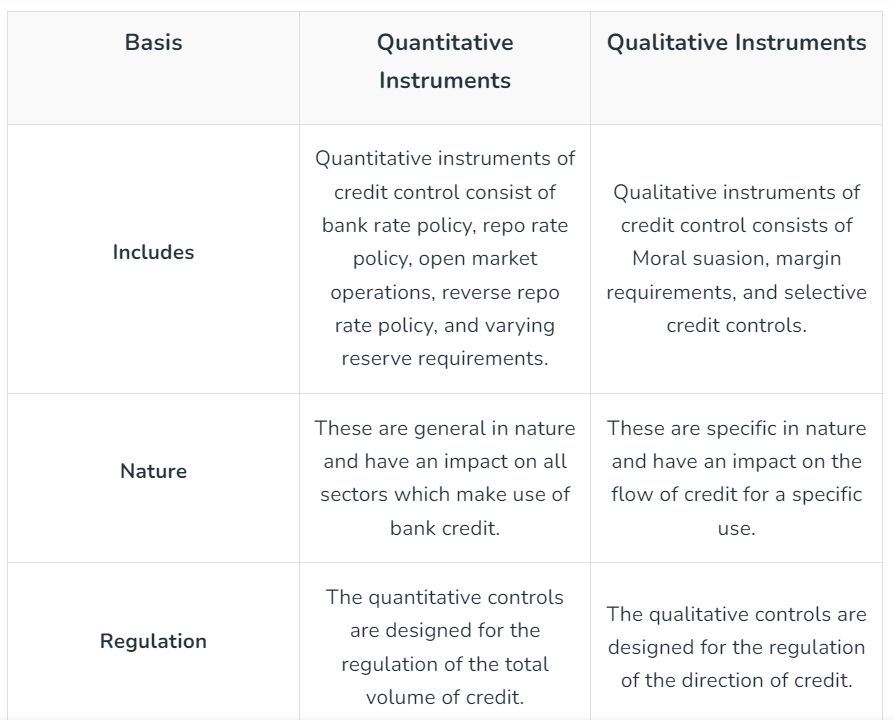 Basis
Quantitative
Instruments
Qualitative Instruments
Includes
Quantitative instruments of
credit control consist of
bank rate policy, repo rate
policy, open market
operations, reverse repo
rate policy, and varying
reserve requirements.
Qualitative instruments of
credit control consists of
Moral suasion, margin
requirements, and selective
credit controls.
Nature
These are general in nature
and have an impact on all
sectors which make use of
bank credit.
These are specific in nature
and have an impact on the
flow of credit for a specific
use.
Regulation
The quantitative controls
are designed for the
regulation of the total
volume of credit.
The qualitative controls are
designed for the regulation
of the direction of credit.